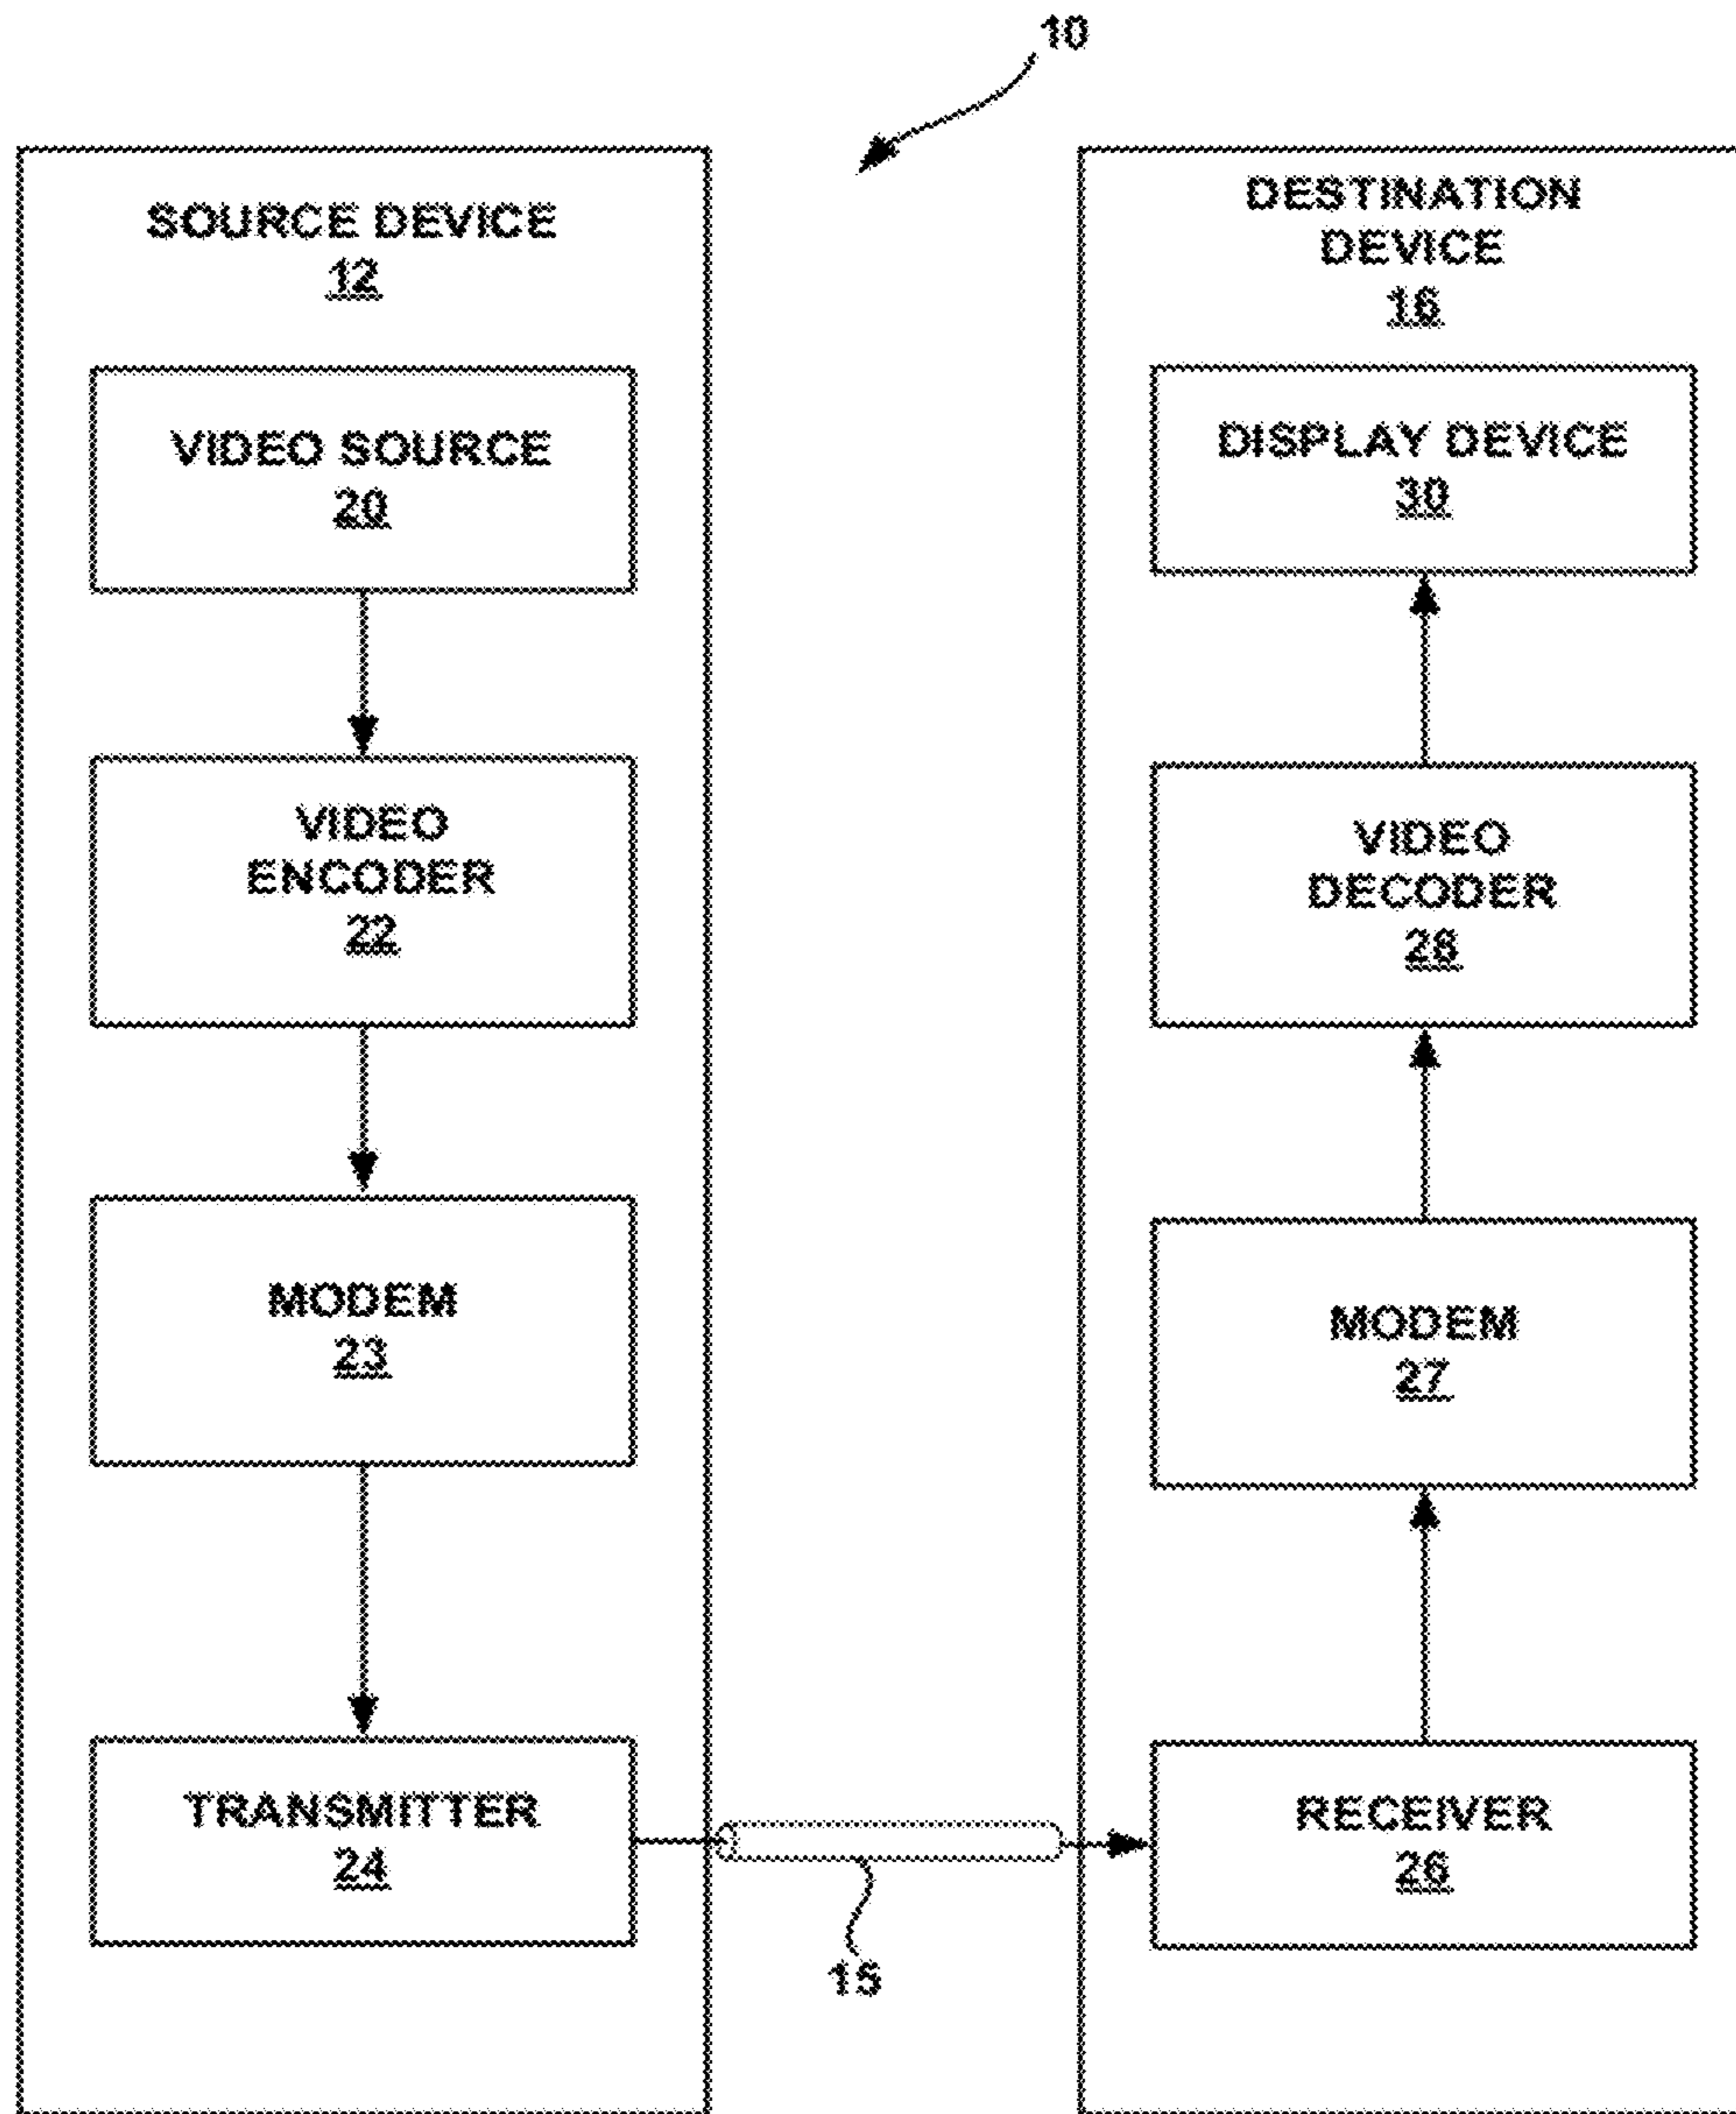 10
SOURCE DEVICE
12
VIDEO SOURCE
20
VIDEO
ENCODER
22
MODEM
23
TRANSMITTER
24
15
DESTINATION
DEVICE
16
DISPLAY DEVICE
30
VIDEO
DECODER
28
MODEM
27
RECEIVER
26